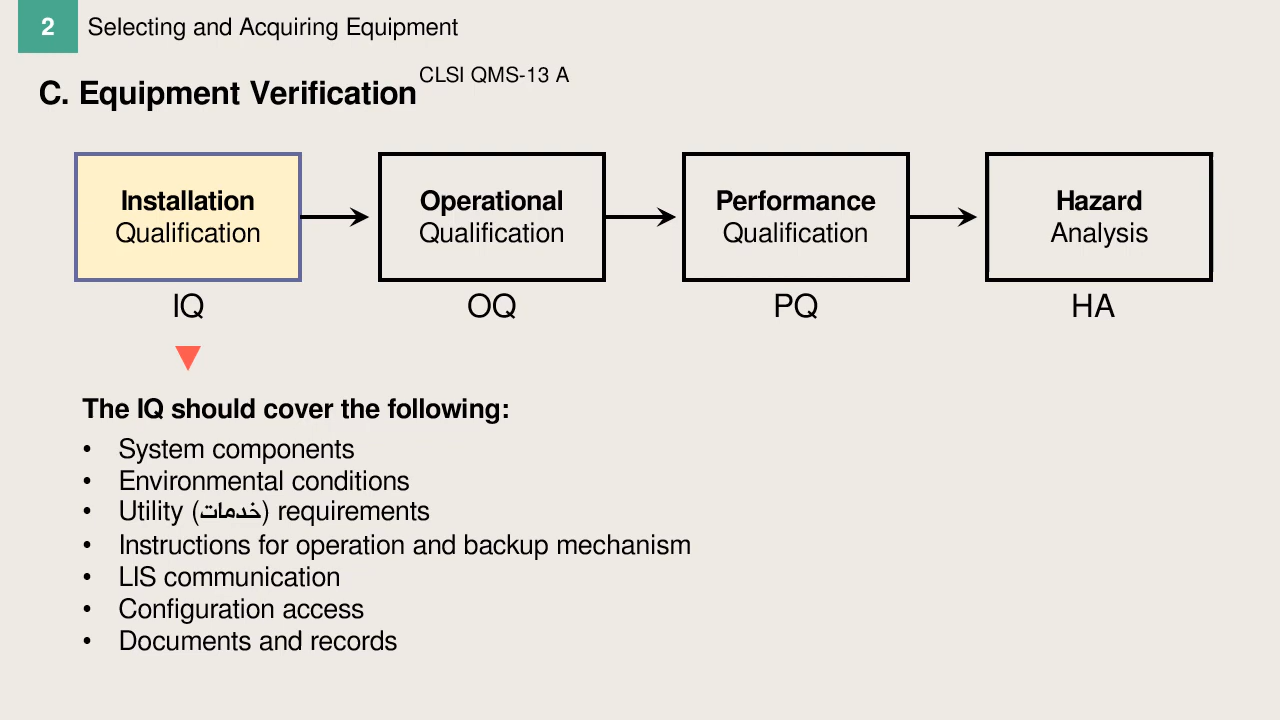 2 Selecting and Acquiring Equipment
C. Equipment Verification CLSI QMS-13 A
Installation Qualification
Operational Qualification
Performance Qualification
Hazard Analysis
IQ
OQ
PQ
HA
The IQ should cover the following:
• System components
• Environmental conditions
• Utility (خدمات) requirements
• Instructions for operation and backup mechanism
• LIS communication
• Configuration access
• Documents and records